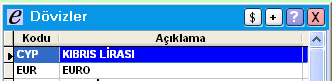 e Dövizler $ + ? X
Kodu Açıklama
CYP KIBRIS LİRASI
EUR EURO